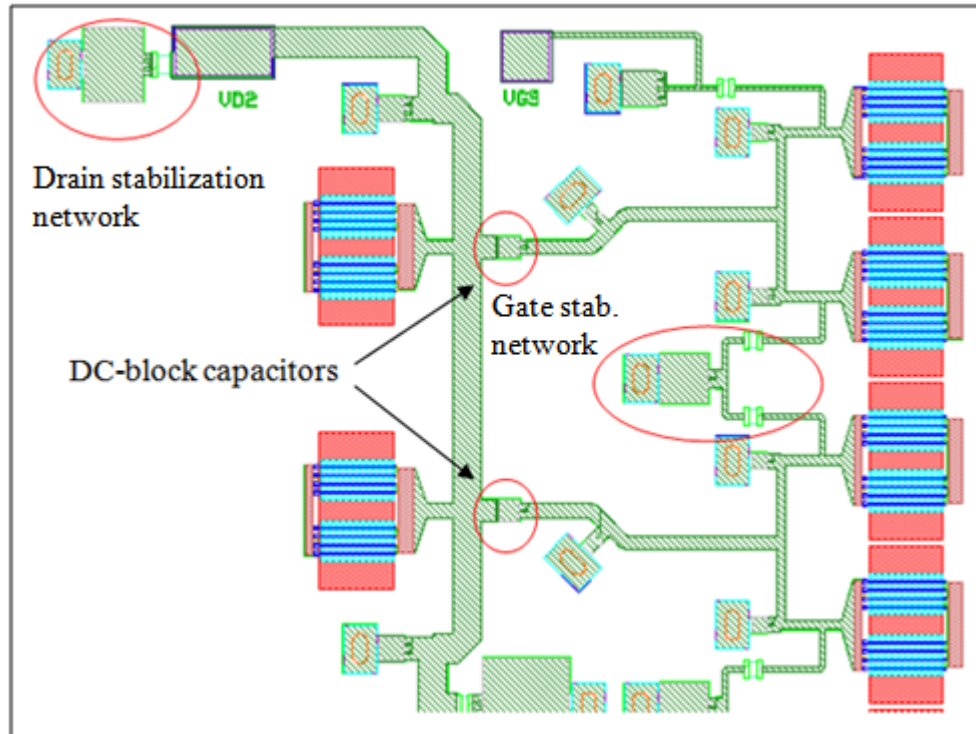 VD2
VG3
Drain stabilization
network
Gate stab.
network
DC-block capacitors